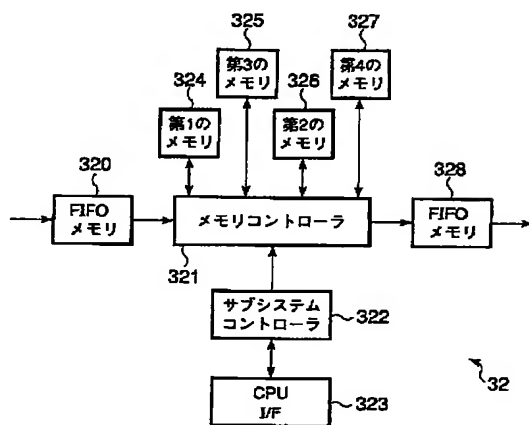 325
327
324
第3の
メモリ
326
第4の
メモリ
第1の
メモリ
第2の
メモリ
320
328
FIFO
メモリ
メモリコントローラ
FIFO
メモリ
321
サブシステム
コントローラ
322
32
CPU
I/F
323